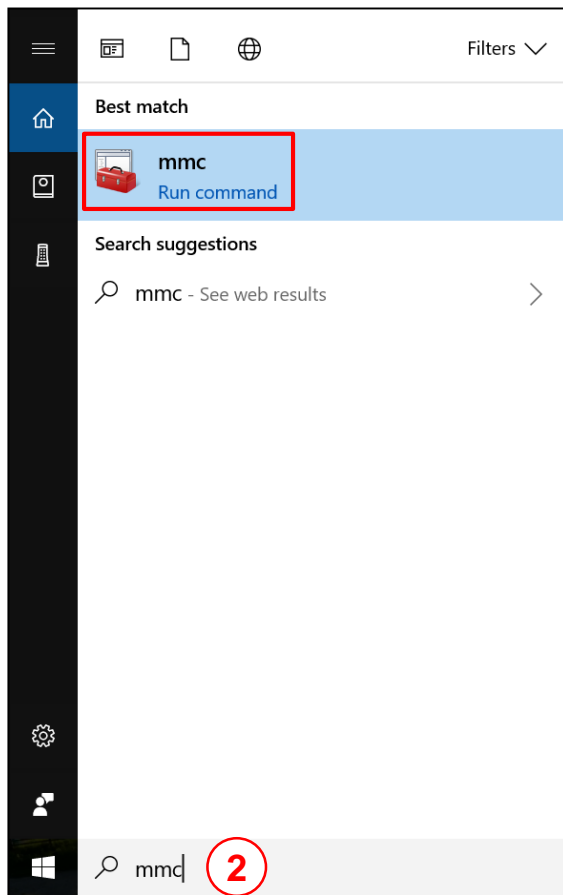 Filters
Best match
mmc
Run command
Search suggestions
mmc - See web results
mmc 2